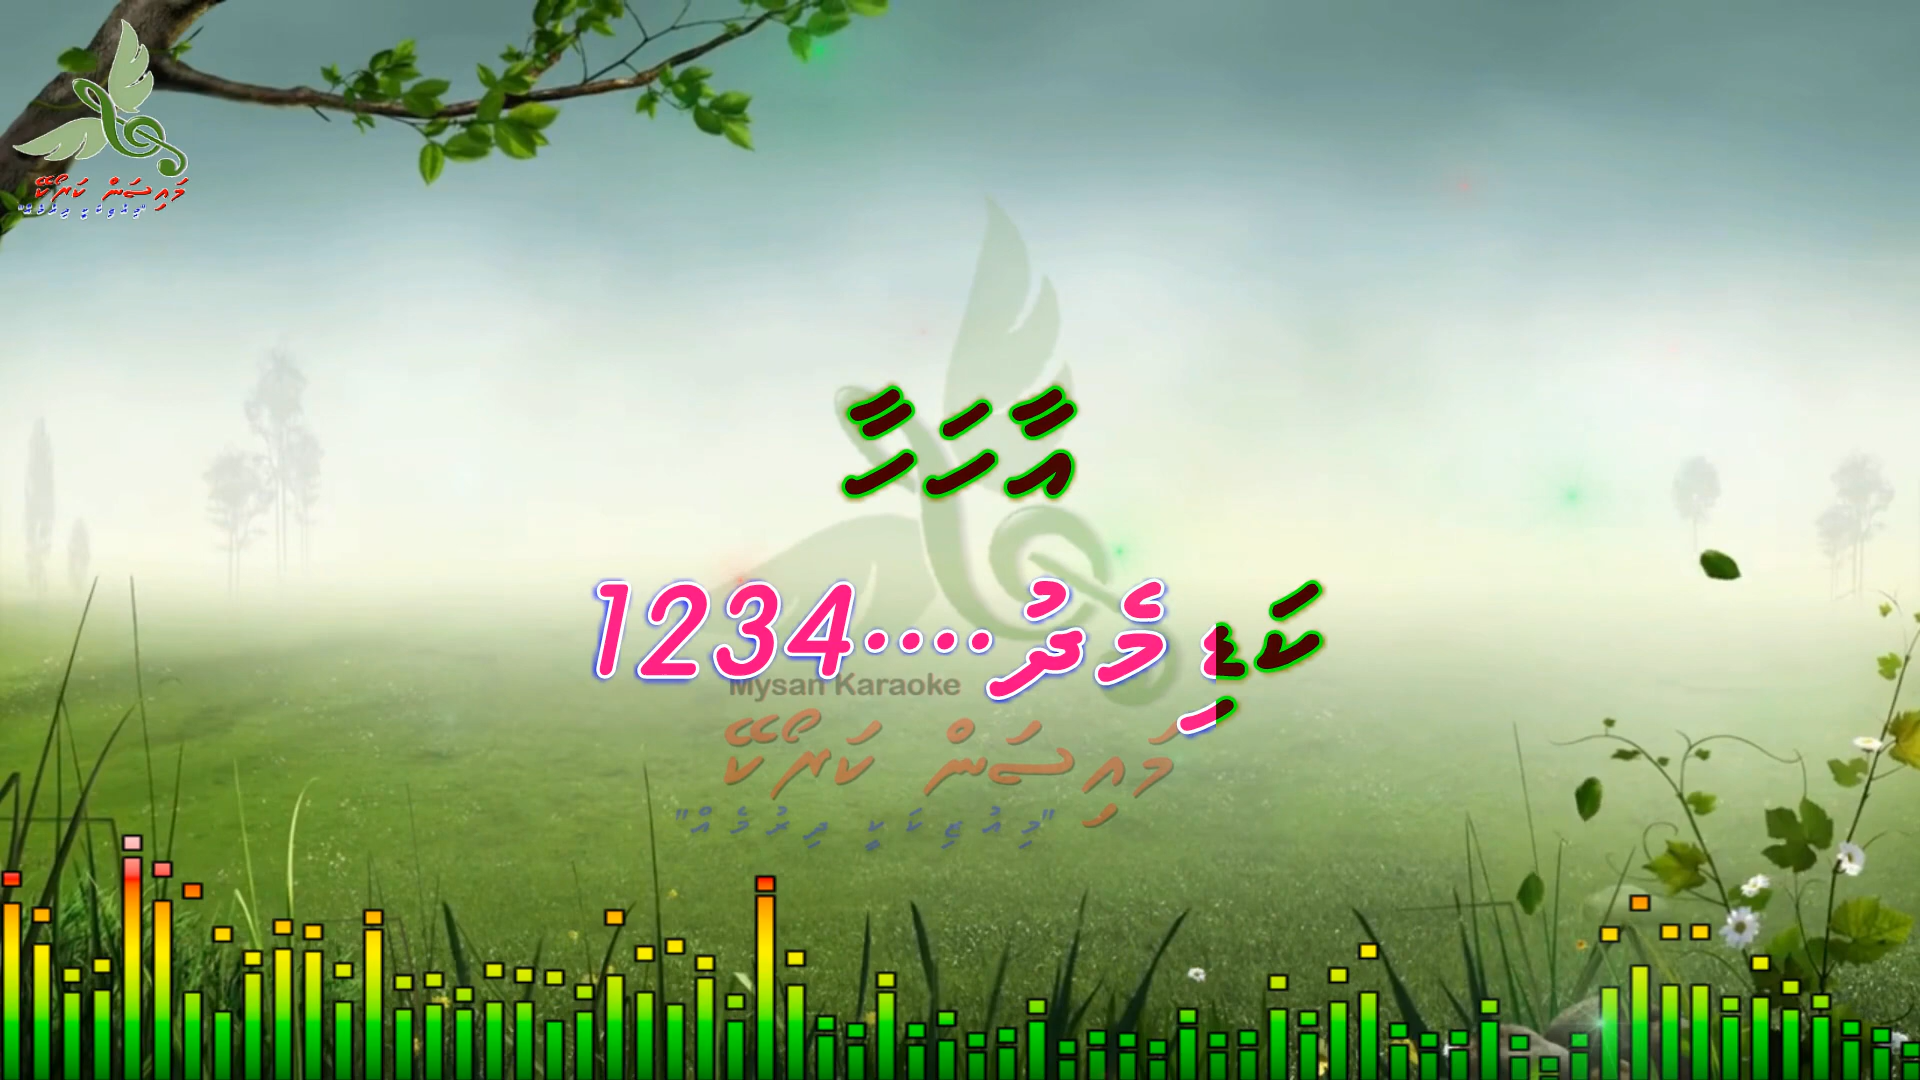 މައިސަން ކަރޯކޭ
"މިއުޒިކަކީ ދިރުމެއް"
އާހަހާ
ކަޑިމެދު....1234
Mysan Karaoke
މައިސަން ކަރޯކޭ
"މިއުޒިކަކީ ދިރުމެއް"